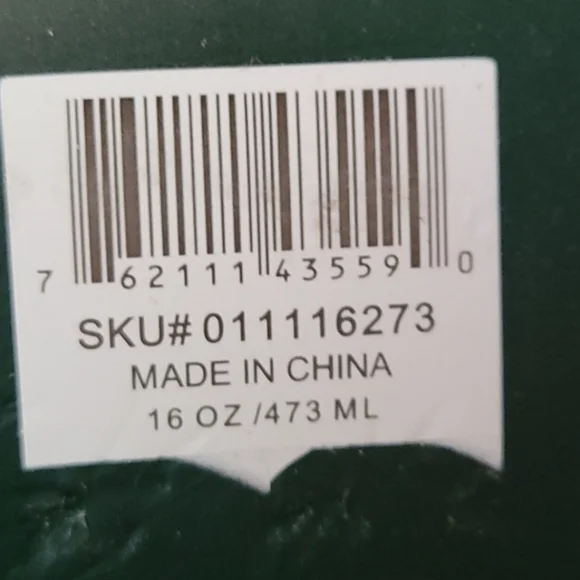 7 62111 43559 0
SKU# 011116273
MADE IN CHINA
16 OZ /473 ML